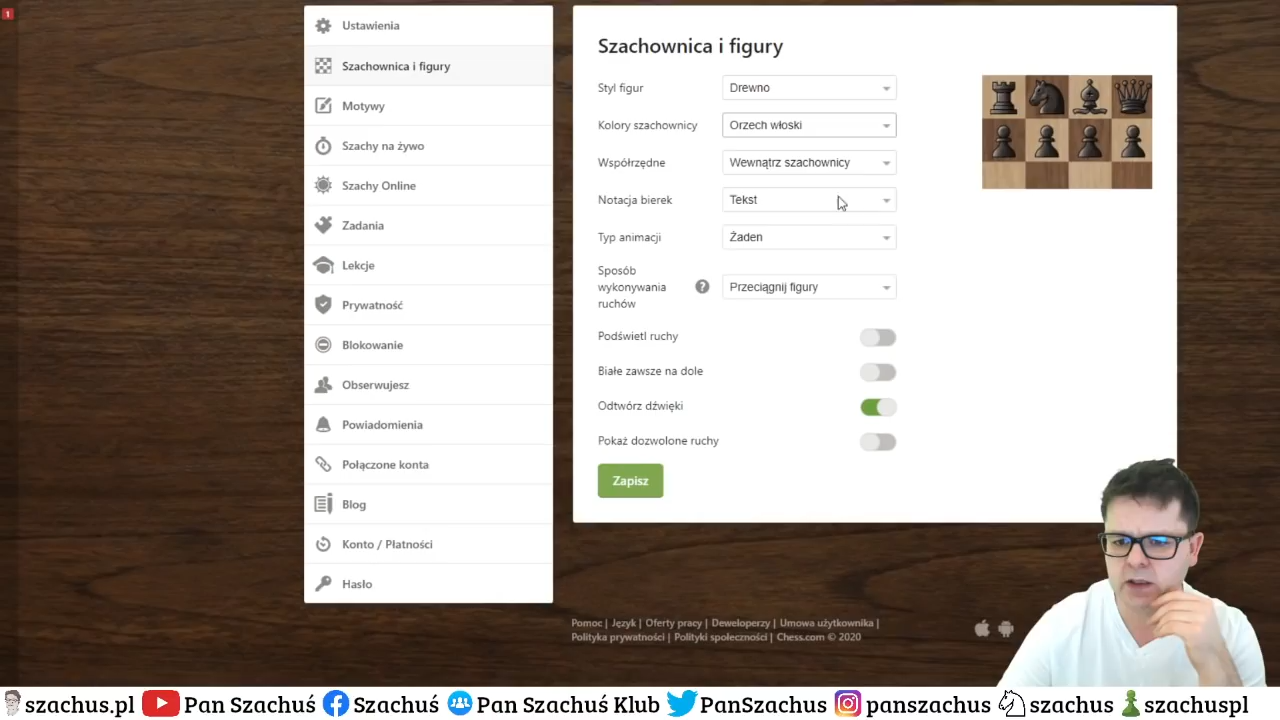 1
Ustawienia
Szachownica i figury
Motywy
Szachy na żywo
Szachy Online
Zadania
Lekcje
Prywatność
Blokowanie
Obserwujesz
Powiadomienia
Połączone konta
Blog
Konto / Płatności
Hasło
Szachownica i figury
Styl figur Drewno
Kolory szachownicy Orzech włoski
Współrzędne Wewnątrz szachownicy
Notacja bierek Tekst
Typ animacji Żaden
Sposób
wykonywania ? Przeciągnij figury
ruchów
Podświetl ruchy
Białe zawsze na dole
Odtwórz dźwięki
Pokaż dozwolone ruchy
Zapisz
Pomoc | Język | Oferty pracy | Deweloperzy | Umowa użytkownika |
Polityka prywatności | Polityki społeczności | Chess.com © 2020
szachus.pl Pan Szachuś Szachuś Pan Szachuś Klub PanSzachus panszachus szachus szachuspl